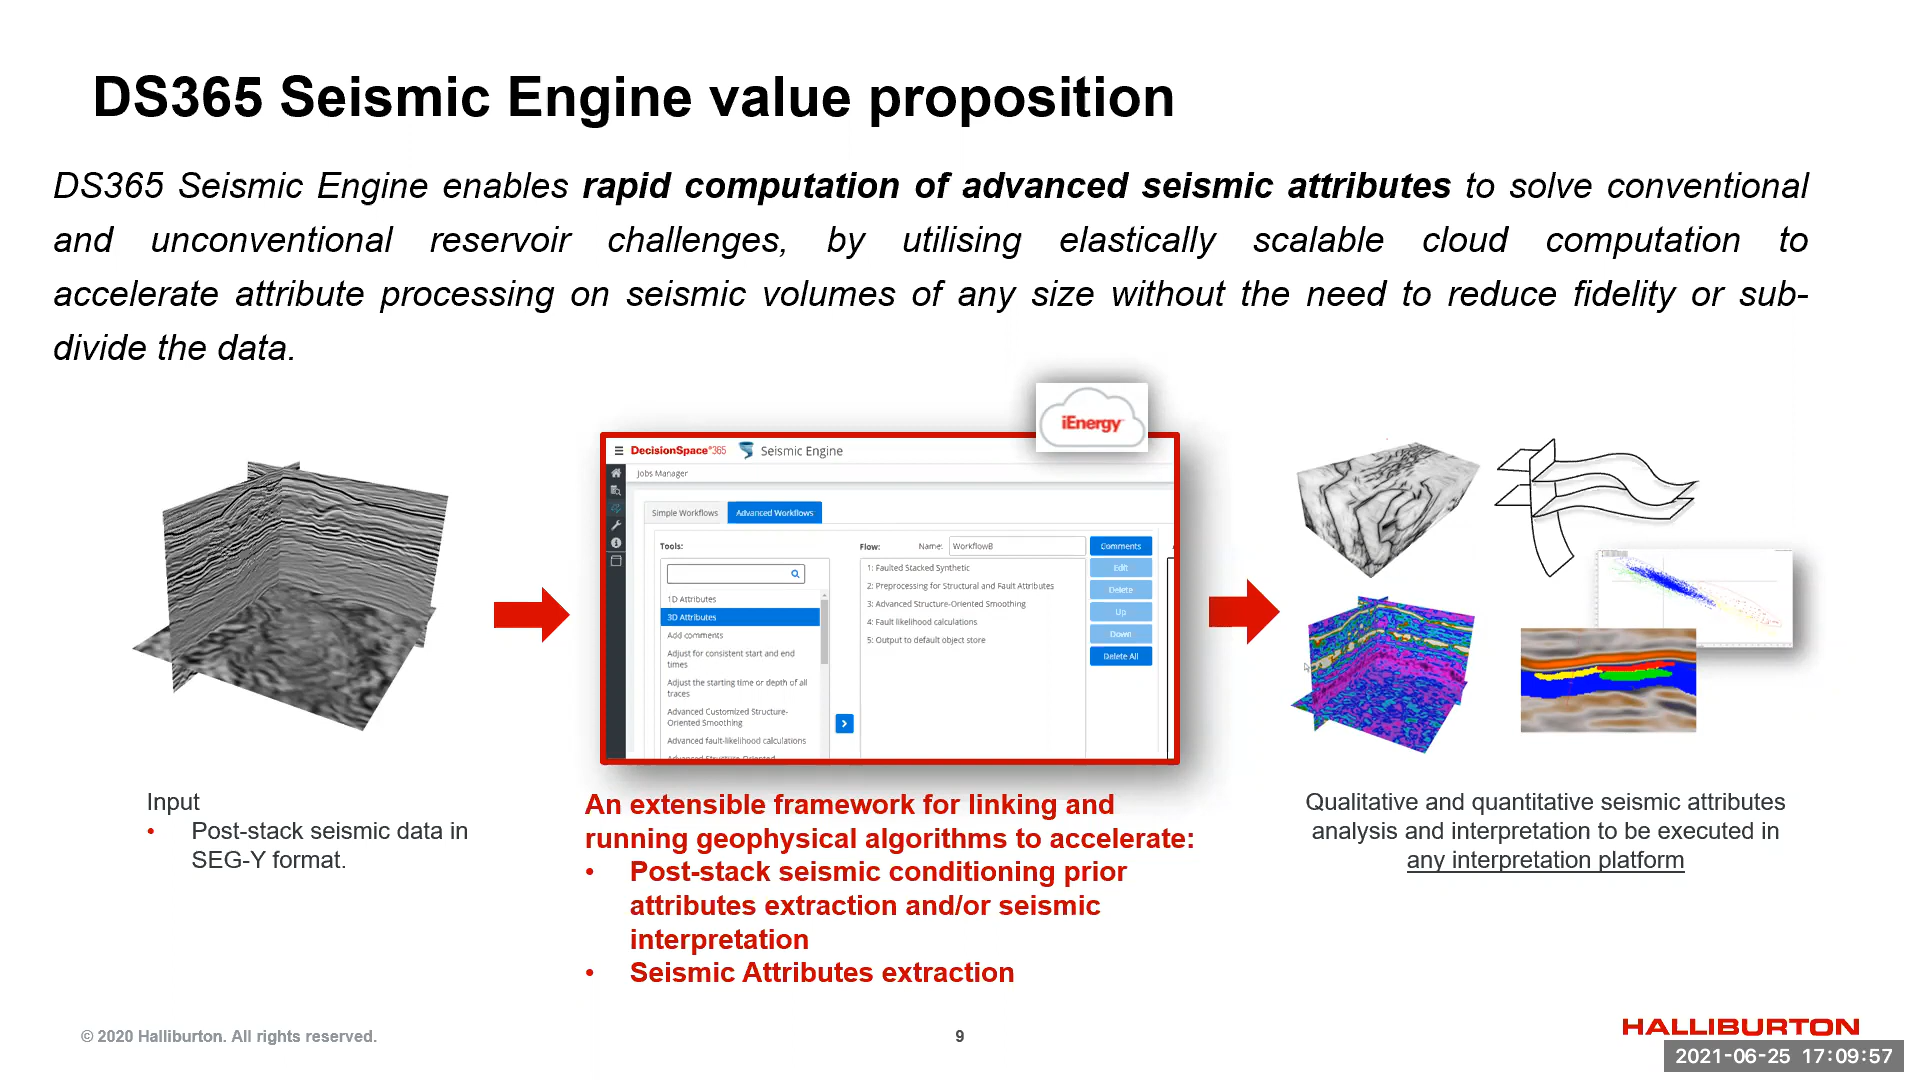 DS365 Seismic Engine value proposition
DS365 Seismic Engine enables rapid computation of advanced seismic attributes to solve conventional
and unconventional reservoir challenges, by utilising elastically scalable cloud computation to
accelerate attribute processing on seismic volumes of any size without the need to reduce fidelity or sub-
divide the data.
iEnergy
DecisionSpace®365 Seismic Engine
Jobs Manager
Simple Workflows Advanced Workflows
Tools:
1D Attributes
3D Attributes
Add comments
Adjust for consistent start and end
times
Adjust the starting time or depth of all
traces
Advanced Customized Structure-
Oriented Smoothing
Advanced fault-likelihood calculations
Advanced Structure-Oriented
Flow: Name: WorkflowB
1: Faulted Stacked Synthetic
2: Preprocessing for Structural and Fault Attributes
3: Advanced Structure-Oriented Smoothing
4: Fault likelihood calculations
5: Output to default object store
Comments
Edit
Delete
Up
Down
Delete All
Input
• Post-stack seismic data in
SEG-Y format.
An extensible framework for linking and
running geophysical algorithms to accelerate:
• Post-stack seismic conditioning prior
attributes extraction and/or seismic
interpretation
• Seismic Attributes extraction
Qualitative and quantitative seismic attributes
analysis and interpretation to be executed in
any interpretation platform
© 2020 Halliburton. All rights reserved.
9
HALLIBURTON
2021-06-25 17:09:57